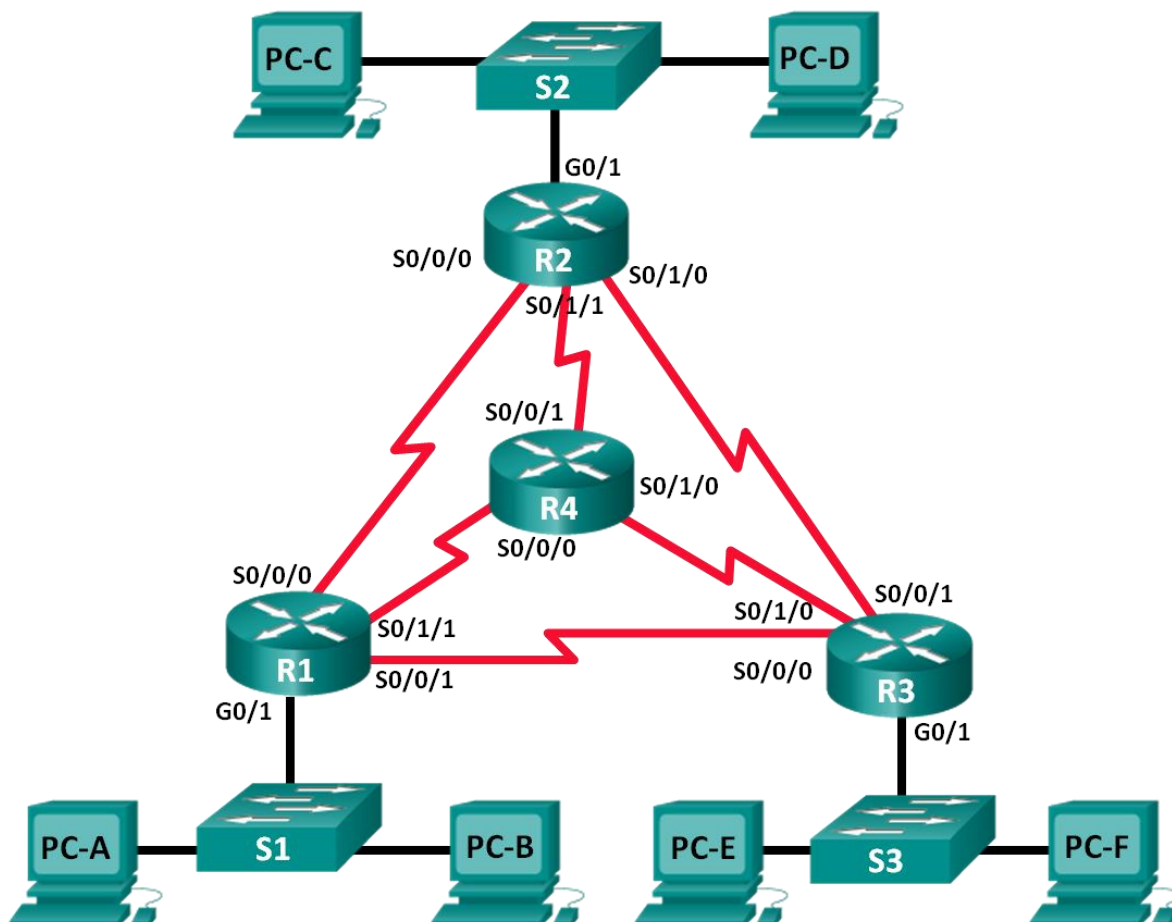 PC-C
S2
PC-D
G0/1
R2
S0/0/0
S0/1/0
S0/1/1
S0/0/1
R4
S0/1/0
S0/0/0
S0/0/0
R1
S0/1/1
S0/0/1
G0/1
S0/0/1
S0/1/0
S0/0/0
R3
G0/1
PC-A
S1
PC-B
PC-E
S3
PC-F